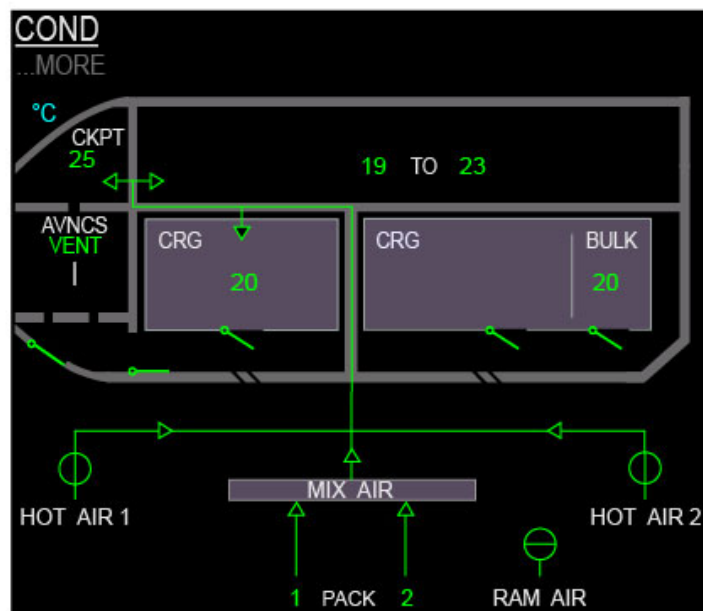 COND
...MORE
°C
CKPT
25
19 TO 23
AVNCS
VENT
CRG
20
CRG
BULK
20
MIX AIR
HOT AIR 1
HOT AIR 2
1 PACK 2
RAM AIR